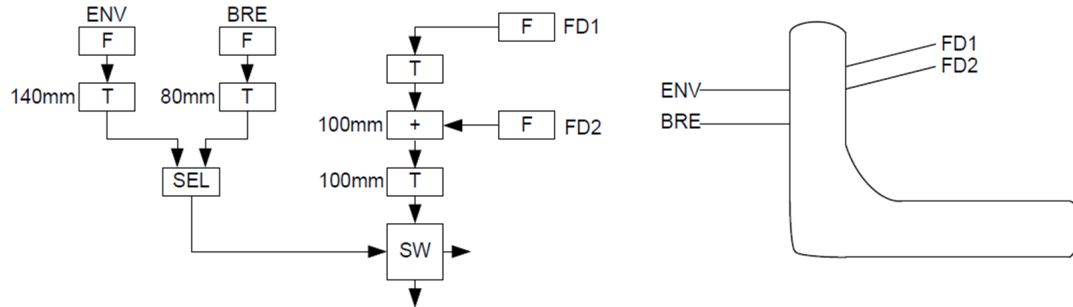 ENV BRE
F F F FD1
T
140mm T 80mm T
100mm + F FD2
SEL 100mm T
SW
FD1
FD2
ENV
BRE